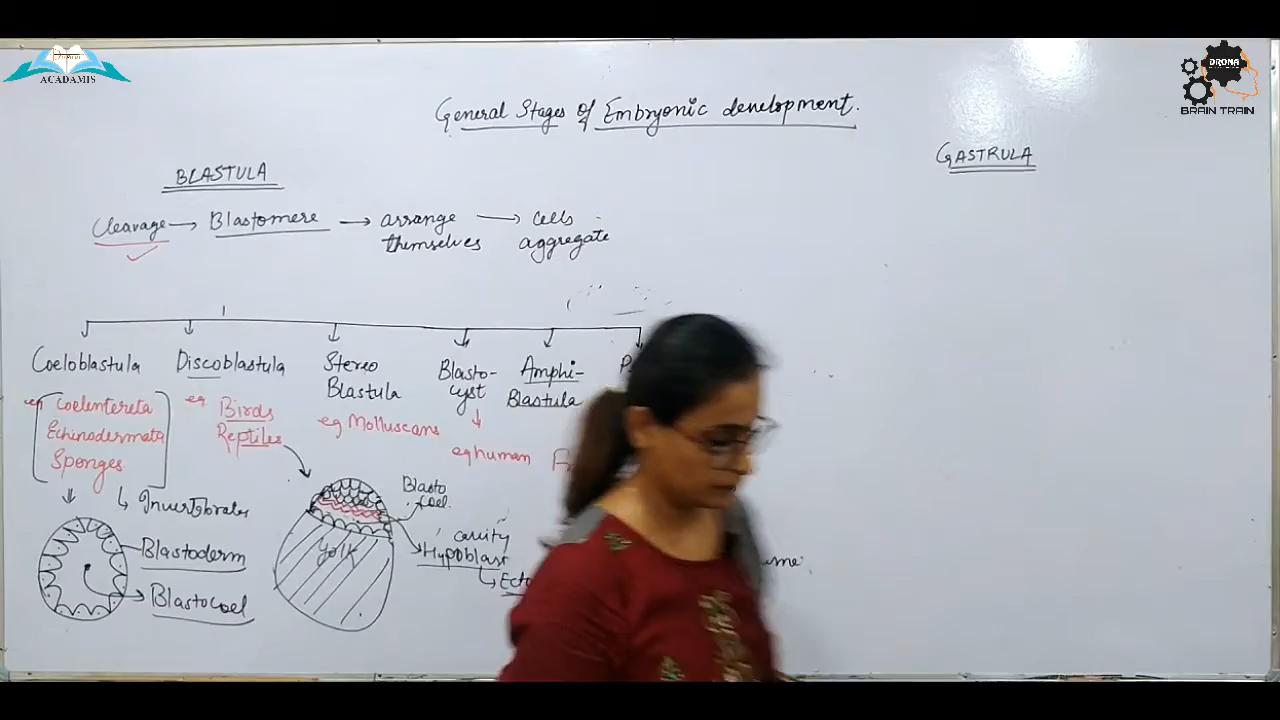 ACADAMIS
DRONA
BRAIN TRAIN
General Stages of Embryonic development.
BLASTULA
GASTRULA
Cleavage → Blastomere → arrange themselves → cells aggregate
Coeloblastula
eg Coelentereta
Echinodermata
Sponges
Invertebrates
Blastoderm
Blastocoel
Discoblastula
eg Birds
Reptiles
Yolk
Blasto
Coel.
cavity
Hypoblast
Stereo
Blastula
eg Molluscans
Blasto-
cyst
eg human
Amphi-
Blastula